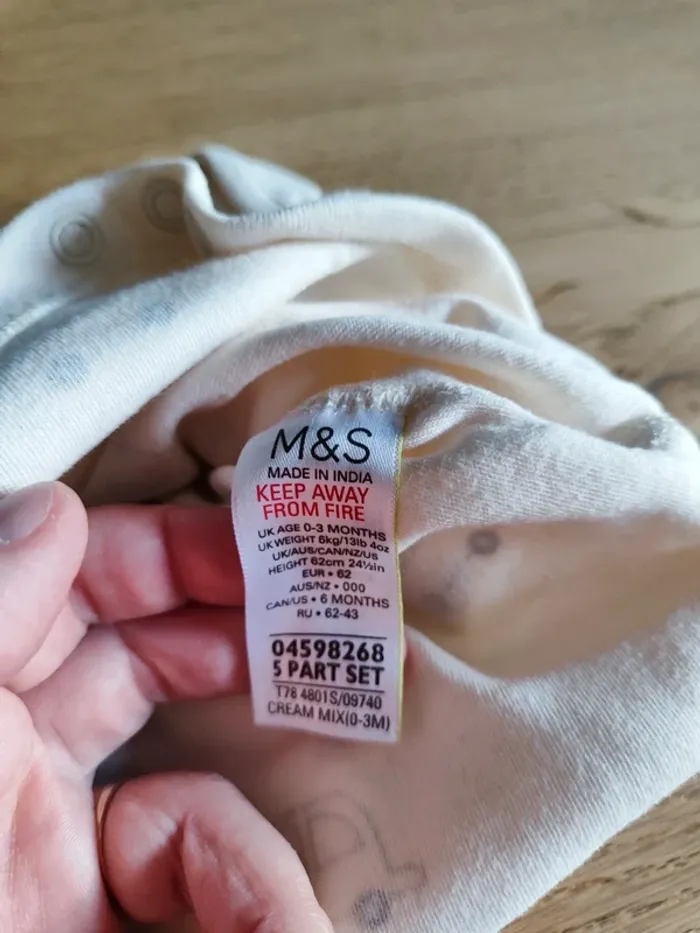 M&S
MADE IN INDIA
KEEP AWAY
FROM FIRE
UK AGE 0-3 MONTHS
UK WEIGHT 6kg/13lb 4oz
UK/AUS/CAN/NZ/US
HEIGHT 62cm 24½in
EUR • 62
AUS/NZ • 000
CAN/US • 6 MONTHS
RU • 62-43
04598268
5 PART SET
T78 4801S/09740
CREAM MIX(0-3M)